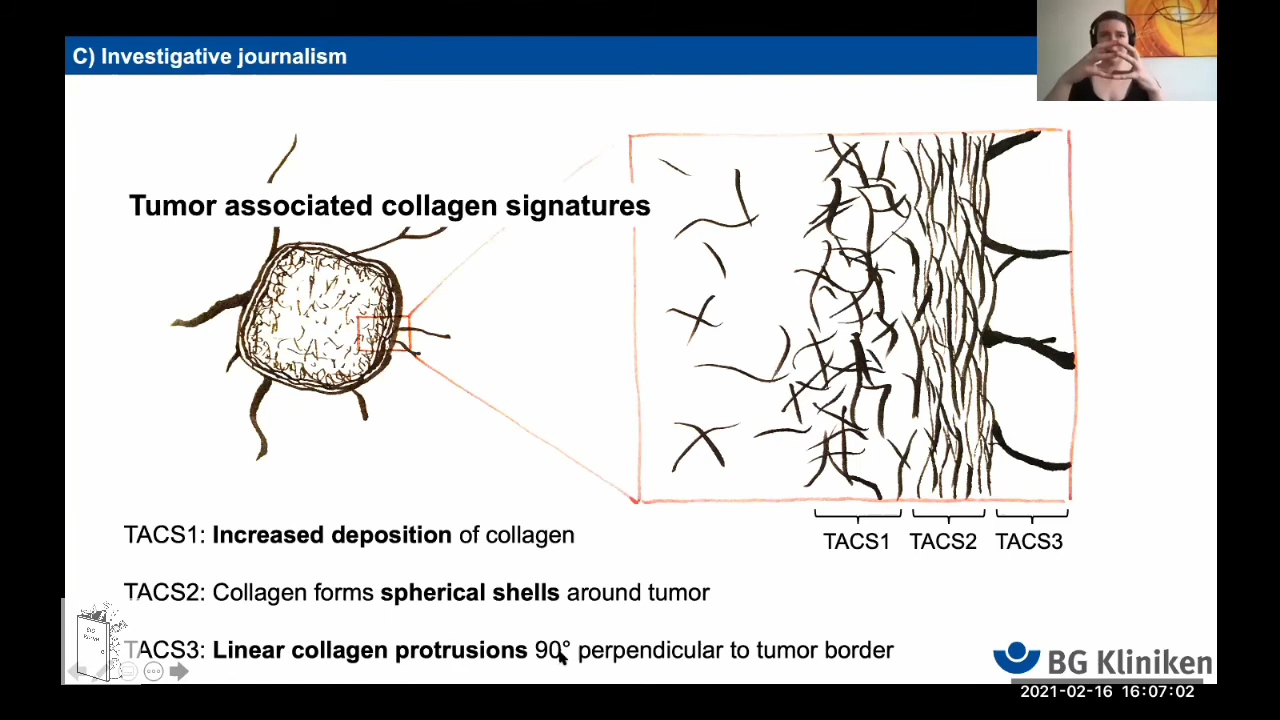 C) Investigative journalism
Tumor associated collagen signatures
TACS1 TACS2 TACS3
TACS1: Increased deposition of collagen
TACS2: Collagen forms spherical shells around tumor
TACS3: Linear collagen protrusions 90° perpendicular to tumor border
BG Kliniken
2021-02-16 16:07:02